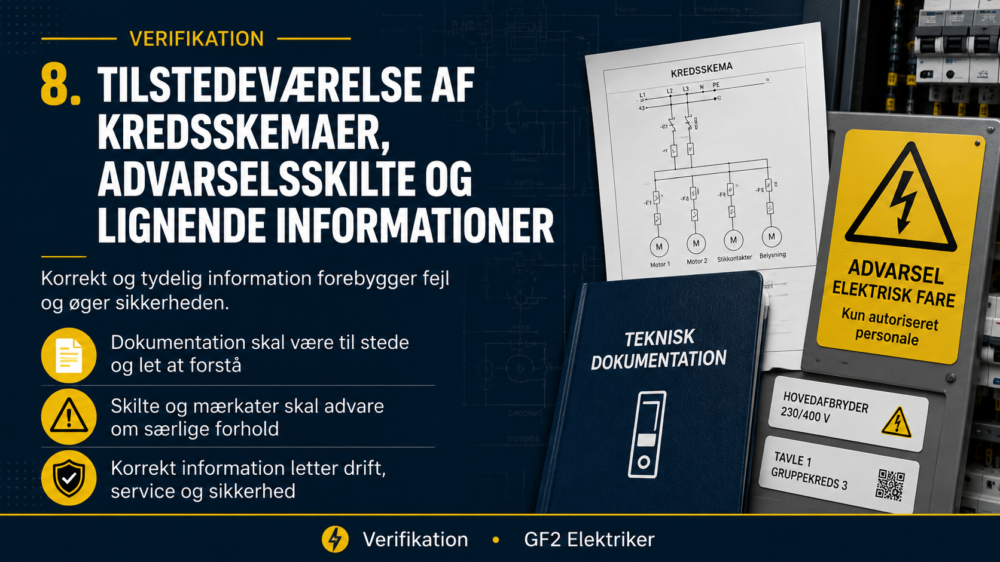 VERIFIKATION
8. TILSTEDEVÆRELSE AF
KREDSSKEMAER,
ADVARSELSSKILTE OG
LIGNENDE INFORMATIONER
Korrekt og tydelig information forebygger fejl
og øger sikkerheden.
Dokumentation skal være til stede
og let at forstå
Skilte og mærkater skal advare
om særlige forhold
Korrekt information letter drift,
service og sikkerhed
KREDSSKEMA
L1 L2 L3 N PE
M M M M
Motor 1 Motor 2 Stikkontakter Belysning
TEKNISK
DOKUMENTATION
ADVARSEL
ELEKTRISK FARE
Kun autoriseret
personale
HOVEDAFBRYDER
230/400 V
TAVLE 1
GRUPPEKREDS 3
Verifikation • GF2 Elektriker